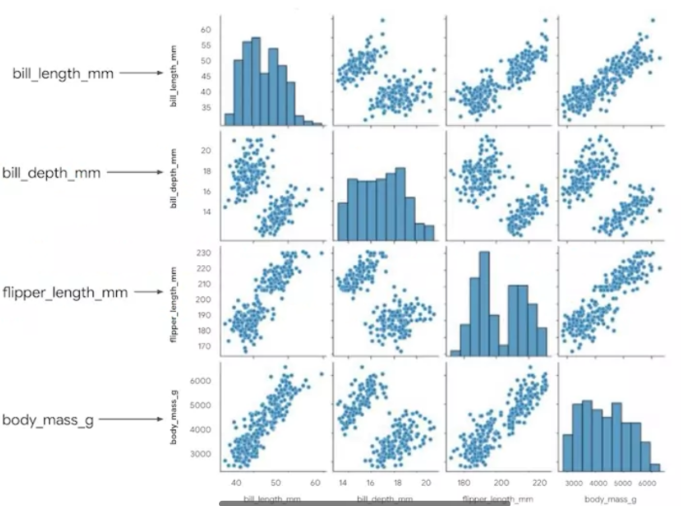 60
55
50
45
40
35
bill_length_mm
bill_length_mm
20
18
16
14
bill_depth_mm
bill_depth_mm
230
220
210
200
190
180
170
flipper_length_mm
flipper_length_mm
6000
5000
4000
3000
body_mass_g
body_mass_g
40 50 60 14 16 18 20 180 200 220 3000 4000 5000 6000
bill_length_mm bill_depth_mm flipper_length_mm body_mass_g